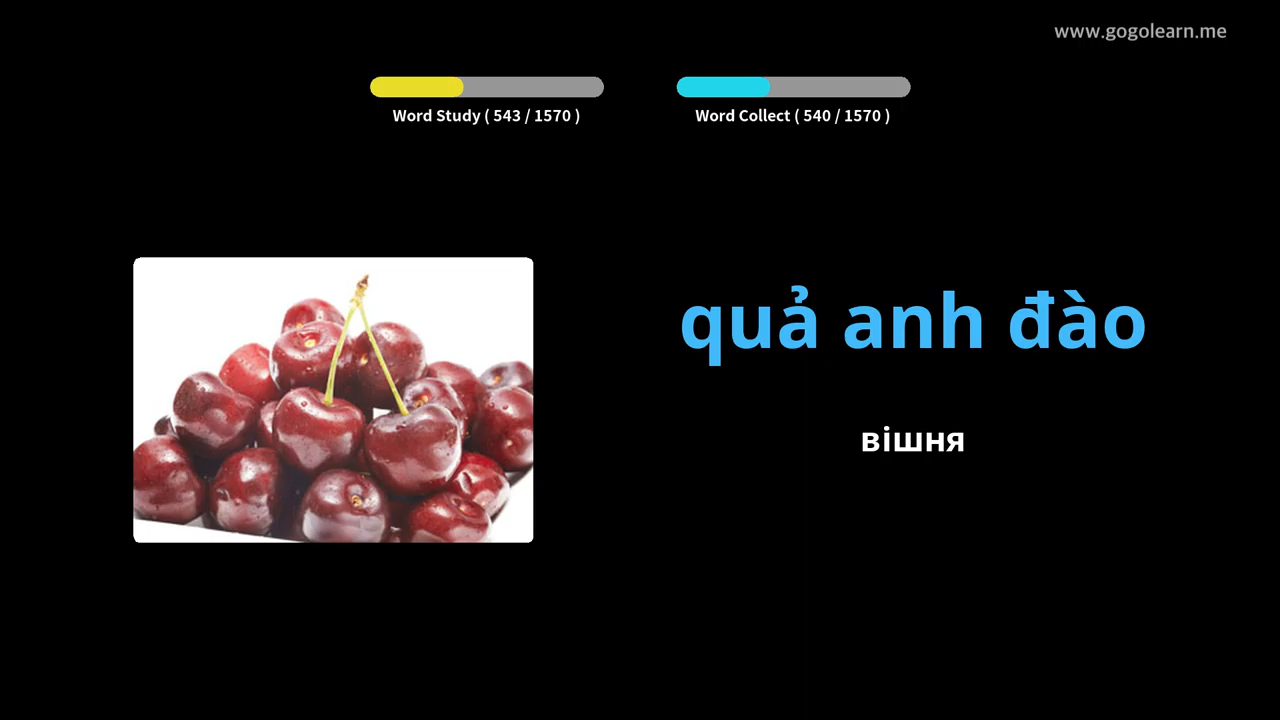 www.gogolearn.me
Word Study ( 543 / 1570 )
Word Collect ( 540 / 1570 )
quả anh đào
вішня